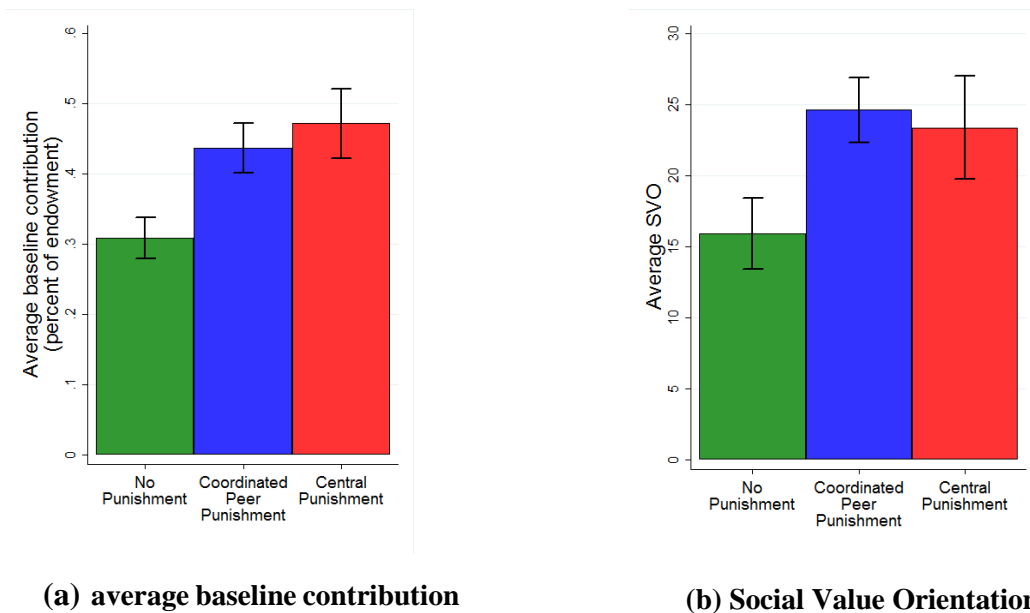 Average baseline contribution
(percent of endowment)
.6
.5
.4
.3
.2
.1
0
No
Punishment
Coordinated
Peer
Punishment
Central
Punishment
(a) average baseline contribution
Average SVO
30
25
20
15
10
5
0
No
Punishment
Coordinated
Peer
Punishment
Central
Punishment
(b) Social Value Orientation